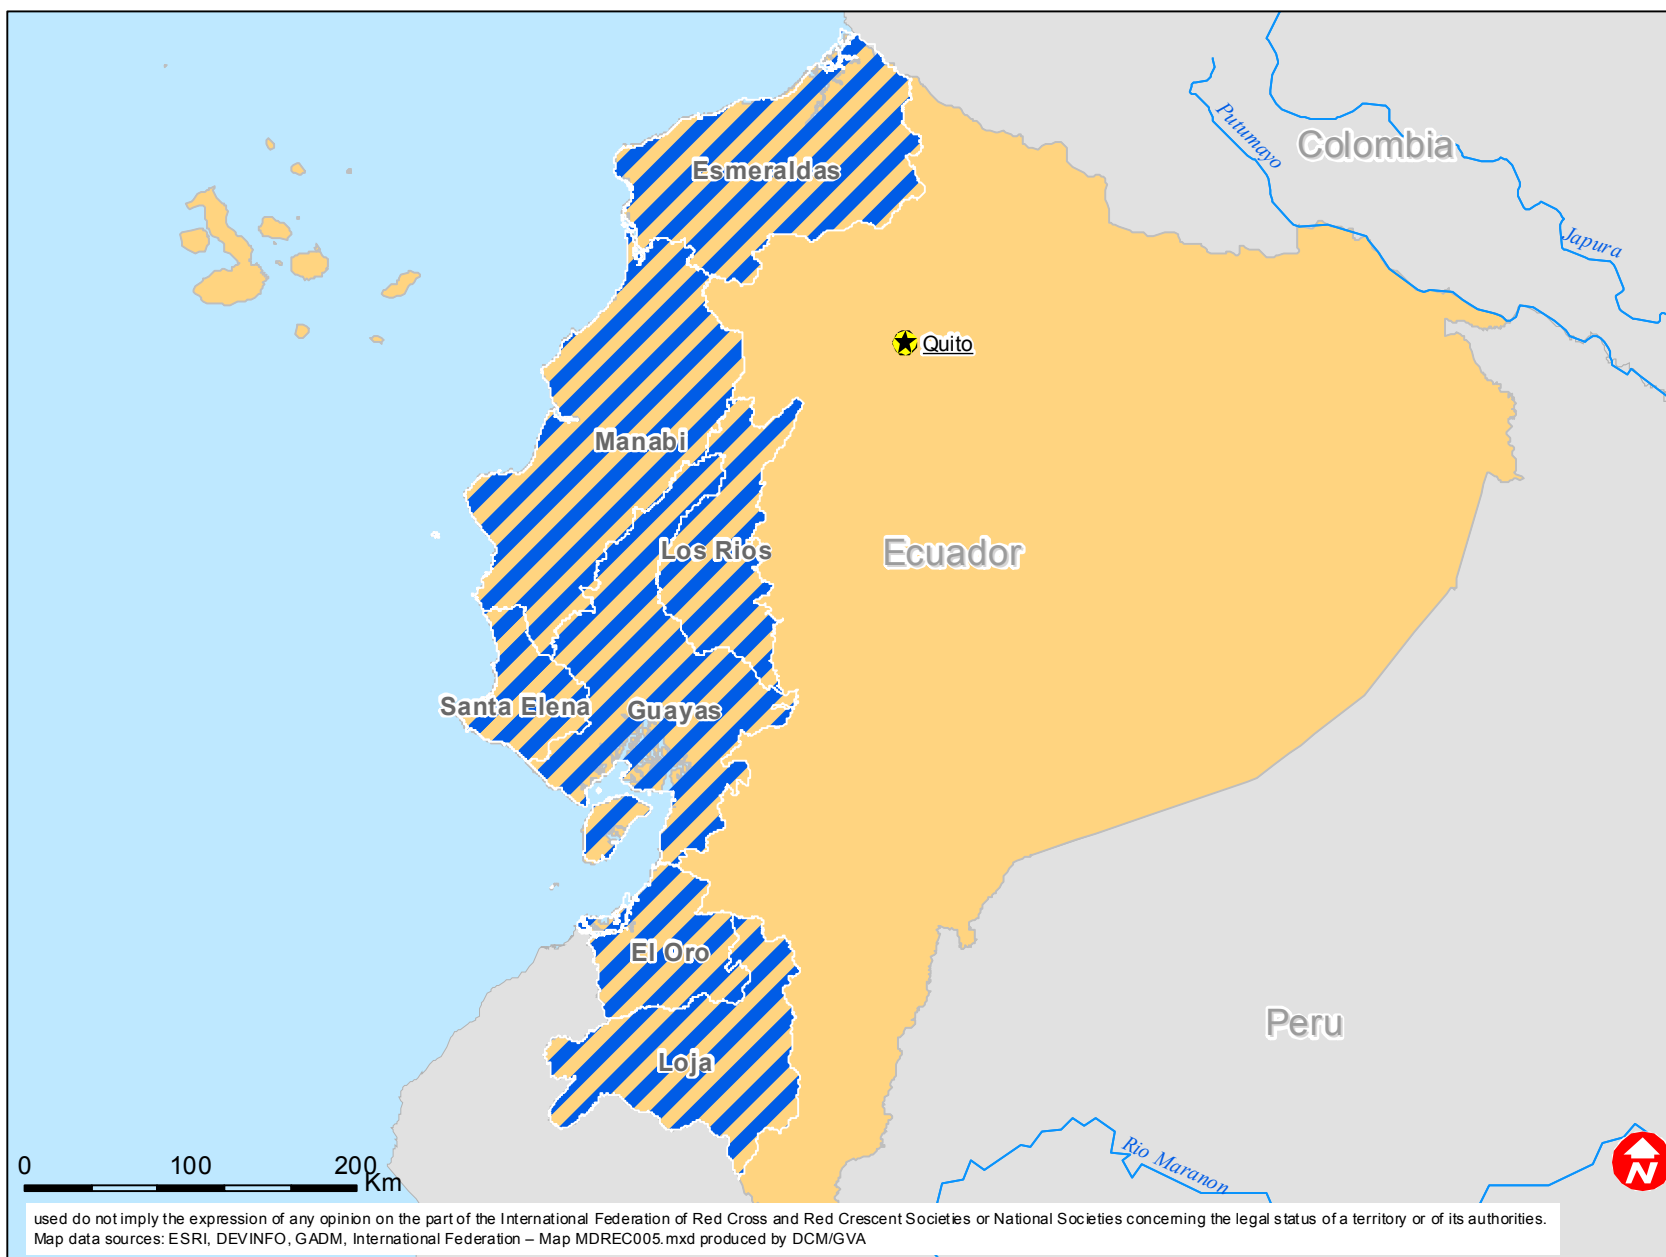 Colombia
Putumayo
Esmeraldas
Japura
Quito
Manabi
Los Rios
Ecuador
Santa Elena
Guayas
El Oro
Peru
Loja
Rio Maranon
0 100 200
Km
N
used do not imply the expression of any opinion on the part of the International Federation of Red Cross and Red Crescent Societies or National Societies concerning the legal status of a territory or of its authorities.
Map data sources: ESRI, DEVINFO, GADM, International Federation – Map MDREC005.mxd produced by DCM/GVA